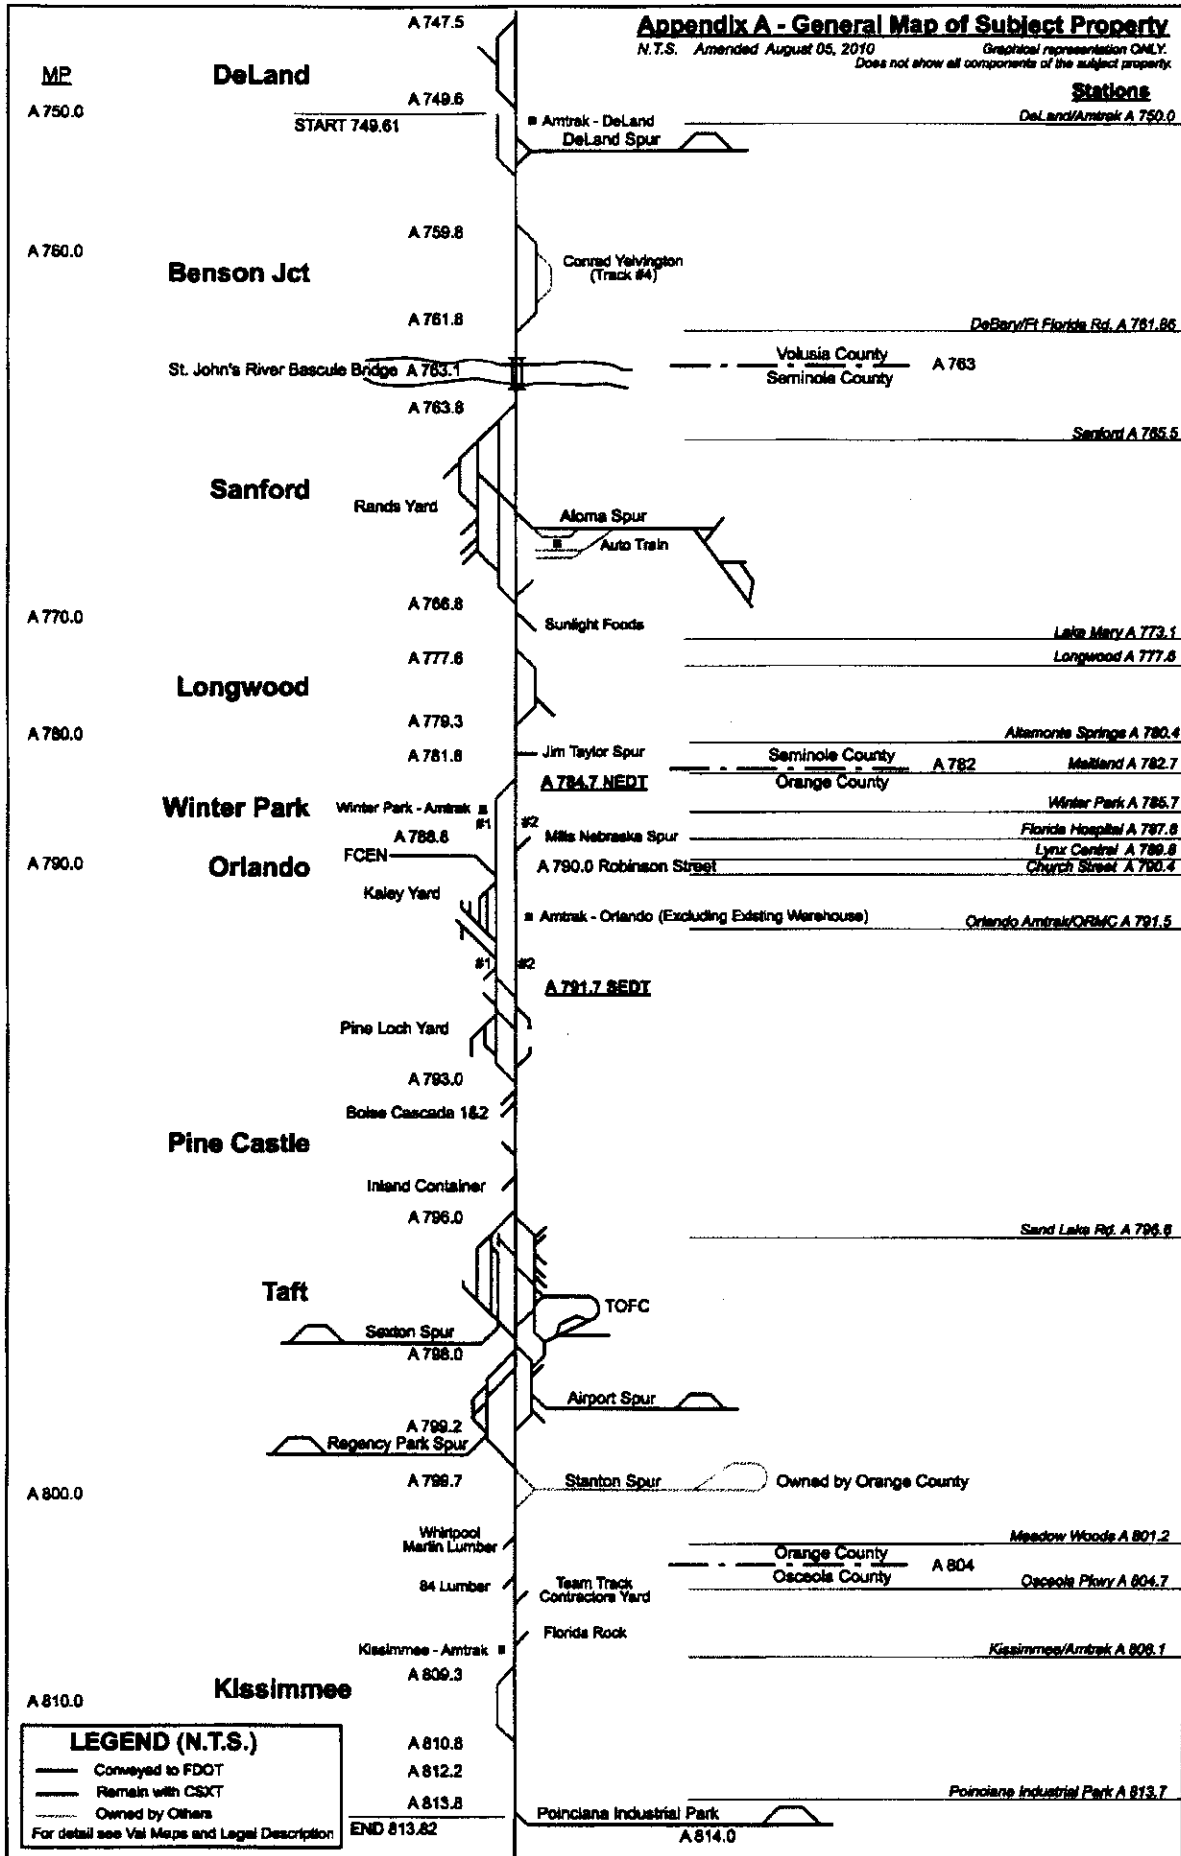 Appendix A - General Map of Subject Property
N.T.S. Amended August 05, 2010
Graphical representation ONLY.
Does not show all components of the subject property.
MP
Stations
A 747.5
DeLand
A 749.6
A 750.0
START 749.61
Amtrak - DeLand
DeLand/Amtrak A 750.0
DeLand Spur
A 759.8
A 760.0
Benson Jct
Conrad Yelvington
(Track #4)
A 761.8
DeBary/Ft Florida Rd. A 761.86
St. John's River Bascule Bridge A 763.1
Volusia County
A 763
Seminole County
A 763.8
Sanford A 765.5
Sanford
Rands Yard
Aloma Spur
Auto Train
A 766.8
A 770.0
Sunlight Foods
Lake Mary A 773.1
A 777.6
Longwood A 777.6
Longwood
A 779.3
A 780.0
Altamonte Springs A 780.4
A 781.8
Jim Taylor Spur
Seminole County
A 782
Maitland A 782.7
Orange County
A 784.7 NEDT
Winter Park
Winter Park - Amtrak
Winter Park A 785.7
#1
#2
A 788.8
Mills Nebraska Spur
Florida Hospital A 787.8
Lynx Central A 789.8
FCEN
A 790.0
Orlando
A 790.0 Robinson Street
Church Street A 790.4
Kaley Yard
Amtrak - Orlando (Excluding Existing Warehouse)
Orlando Amtrak/ORMC A 791.5
#1
#2
A 791.7 SEDT
Pine Loch Yard
A 793.0
Boise Cascada 1&2
Pine Castle
Inland Container
A 796.0
Sand Lake Rd. A 796.6
Taft
TOFC
Sexton Spur
A 798.0
Airport Spur
A 799.2
Regency Park Spur
A 799.7
Stanton Spur
Owned by Orange County
A 800.0
Whirlpool
Martin Lumber
Meadow Woods A 801.2
Orange County
A 804
Osceola County
84 Lumber
Team Track
Contractors Yard
Osceola Pkwy A 804.7
Florida Rock
Kissimmee - Amtrak
Kissimmee/Amtrak A 806.1
A 809.3
Kissimmee
A 810.0
A 810.8
A 812.2
A 813.8
Poinciana Industrial Park A 813.7
END 813.82
Poinciana Industrial Park
A 814.0
LEGEND (N.T.S.)
Conveyed to FDOT
Remain with CSXT
Owned by Others
For detail see Val Maps and Legal Description